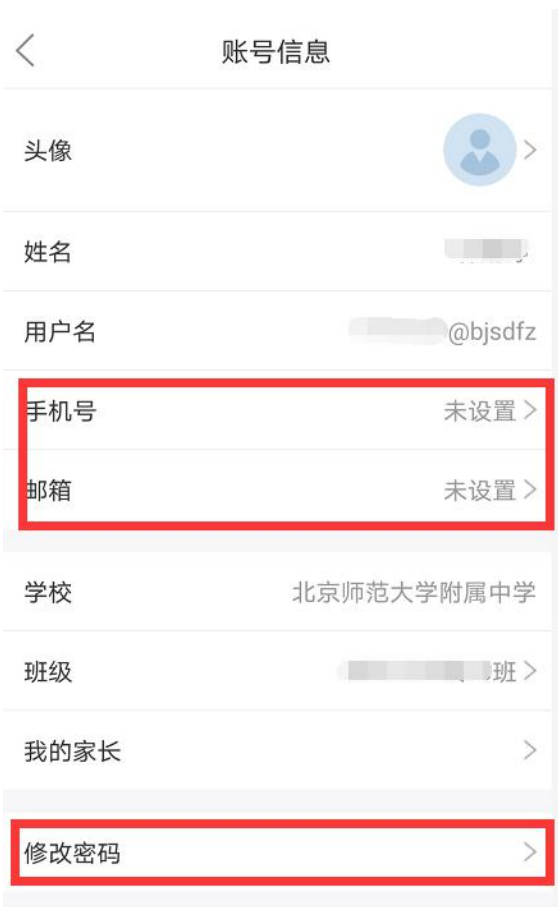 账号信息
头像
姓名
用户名 @bjsdfz
手机号 未设置
邮箱 未设置
学校 北京师范大学附属中学
班级 班
我的家长
修改密码